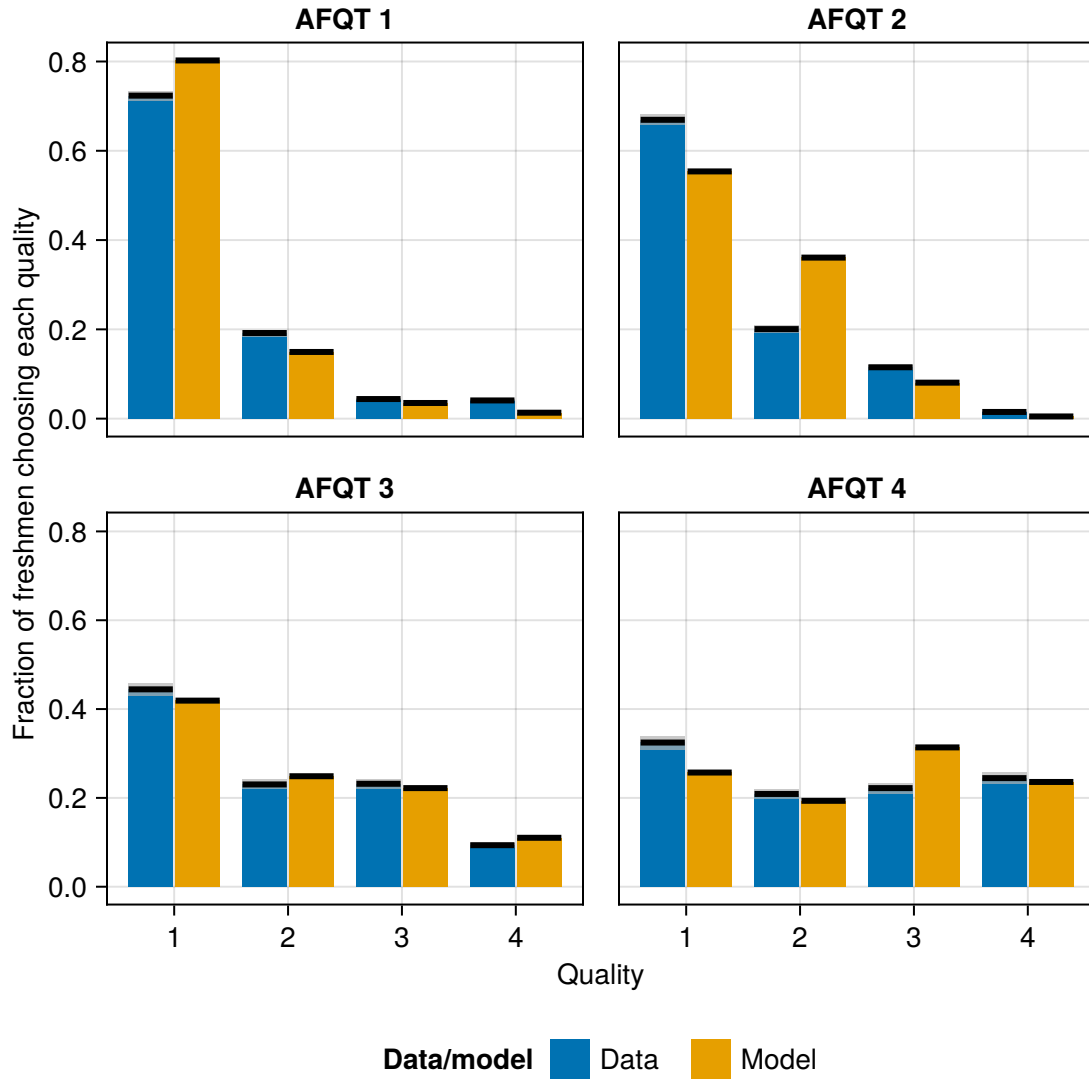 AFQT 1
AFQT 2
Fraction of freshmen choosing each quality
0.8
0.6
0.4
0.2
0.0
AFQT 3
AFQT 4
0.8
0.6
0.4
0.2
0.0
1 2 3 4
1 2 3 4
Quality
Data/model Data Model